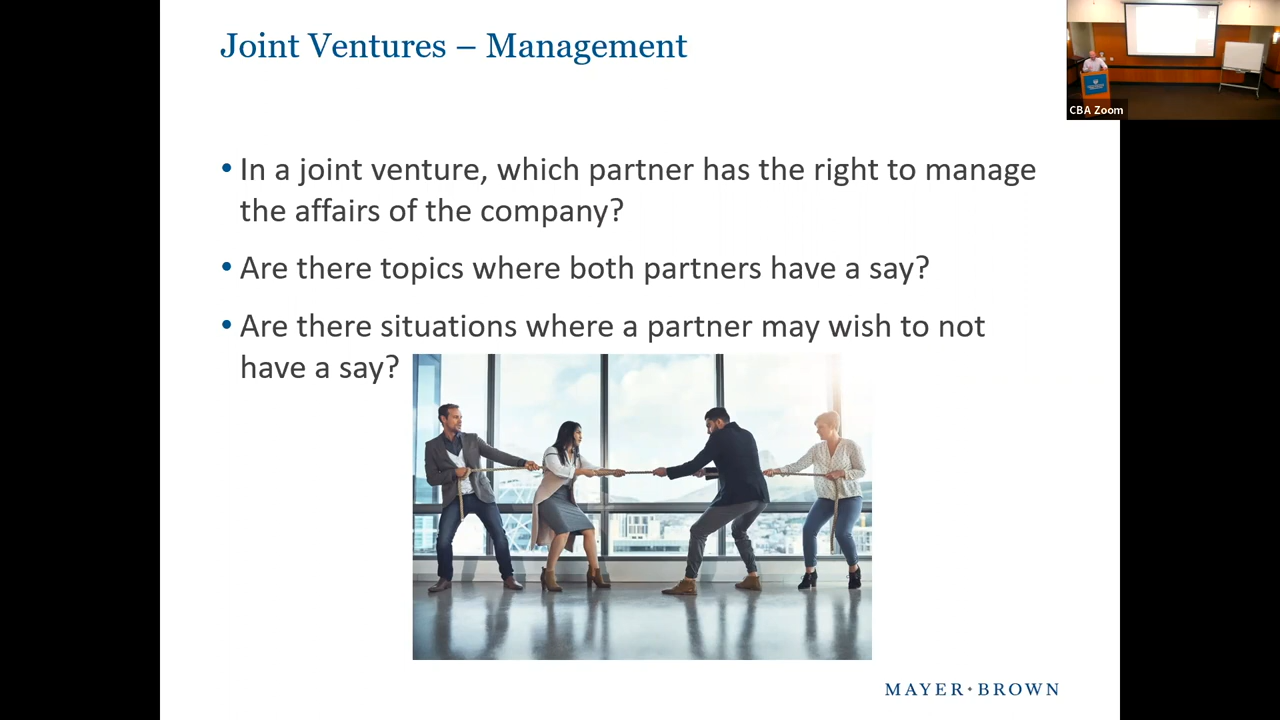 Joint Ventures – Management
CBA Zoom
• In a joint venture, which partner has the right to manage
the affairs of the company?
• Are there topics where both partners have a say?
• Are there situations where a partner may wish to not
have a say?
MAYER • BROWN